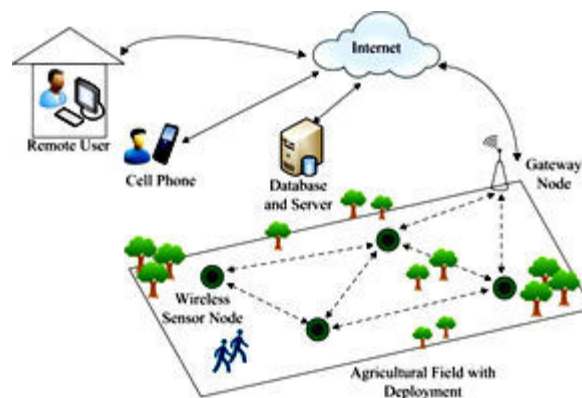 Internet
Remote User
Cell Phone
Database
and Server
Gateway
Node
Wireless
Sensor Node
Agricultural Field with
Deployment